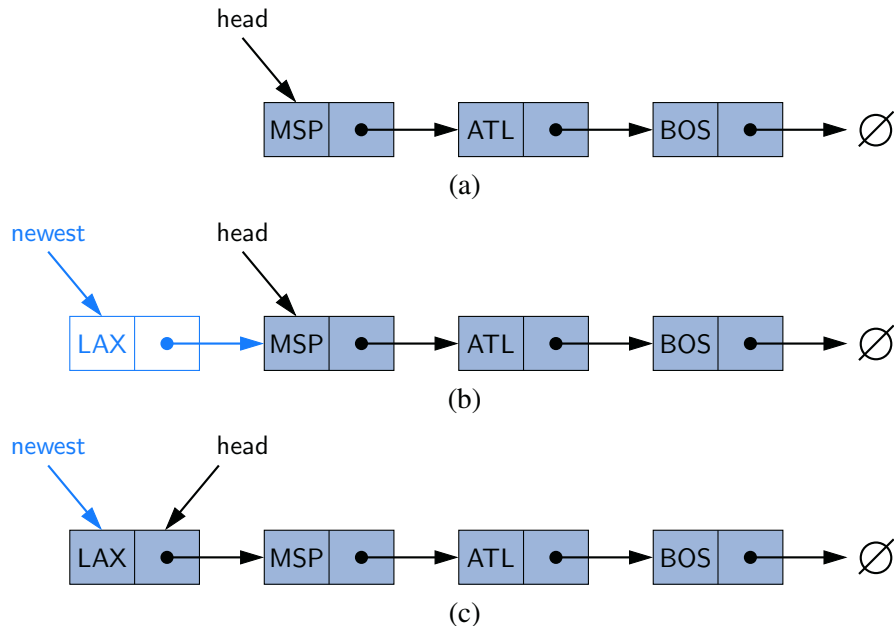 head
MSP ATL BOS ∅
(a)
newest head
LAX MSP ATL BOS ∅
(b)
newest head
LAX MSP ATL BOS ∅
(c)